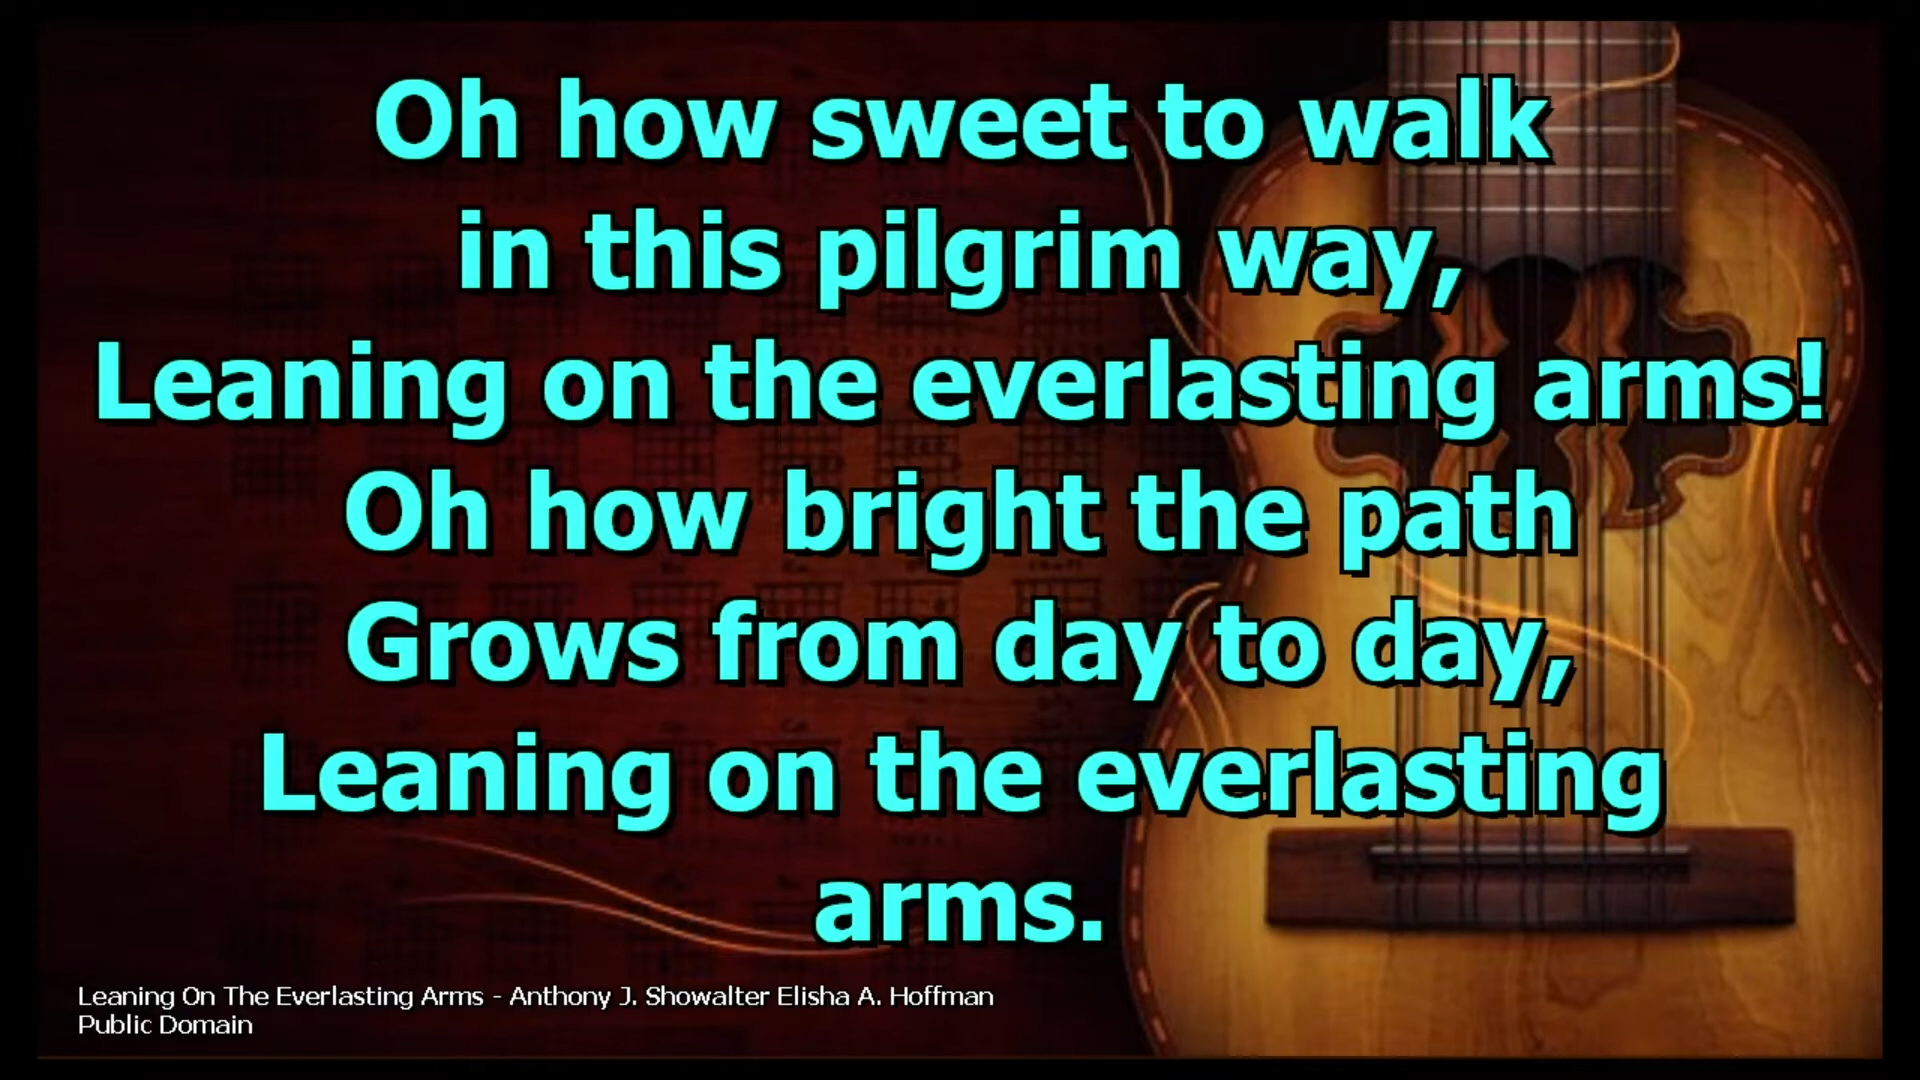 Oh how sweet to walk
in this pilgrim way,
Leaning on the everlasting arms!
Oh how bright the path
Grows from day to day,
Leaning on the everlasting
arms.
Leaning On The Everlasting Arms - Anthony J. Showalter Elisha A. Hoffman
Public Domain